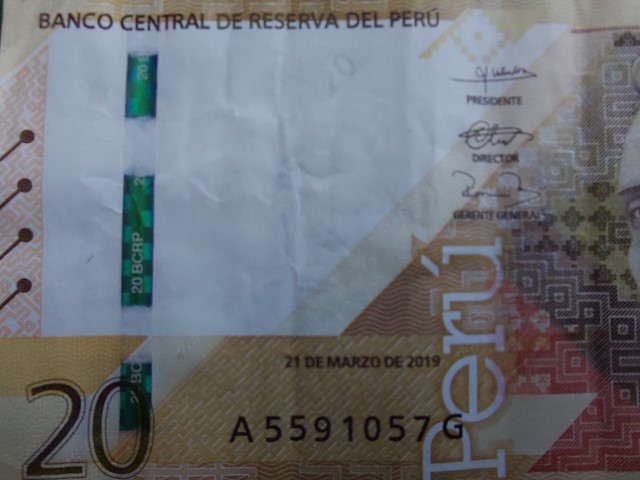 BANCO CENTRAL DE RESERVA DEL PERÚ
PRESIDENTE
DIRECTOR
GERENTE GENERAL
21 DE MARZO DE 2019
A5591057G
20
Perú
20 BCRP